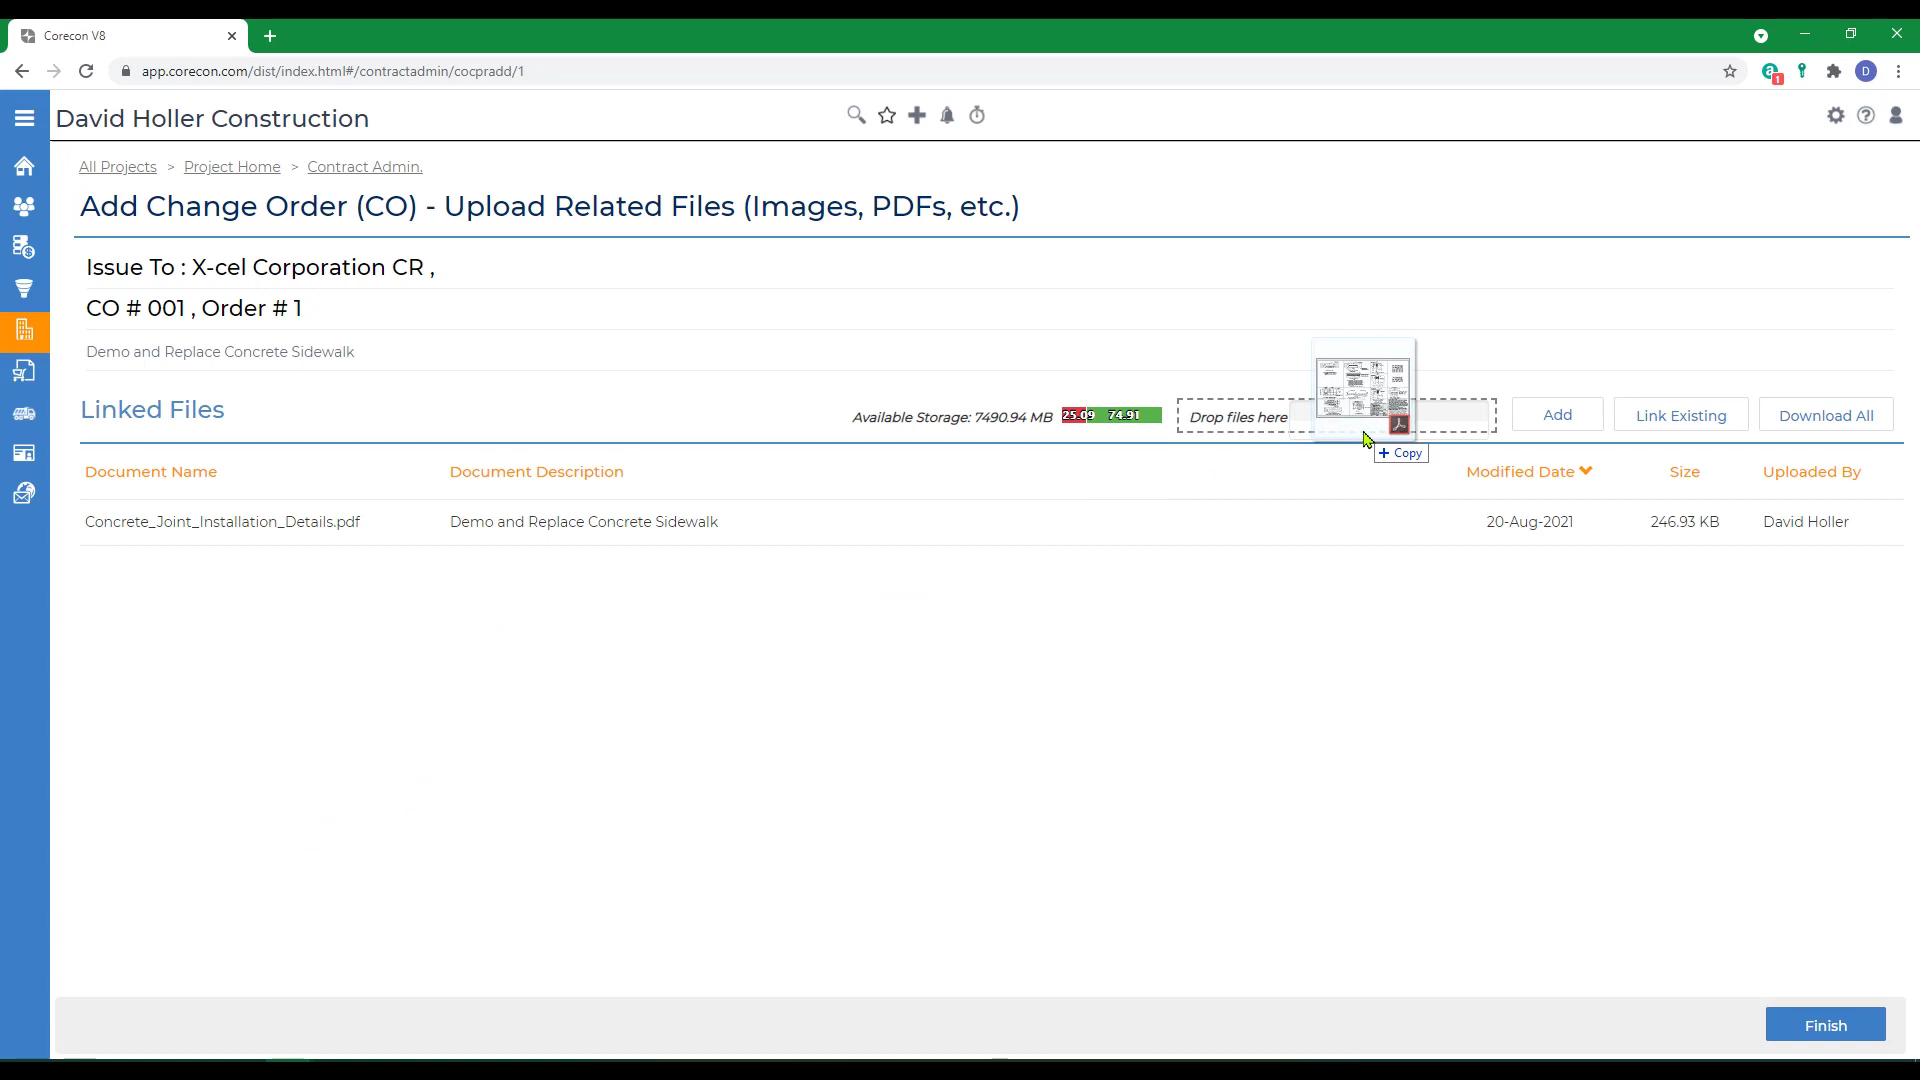 Corecon V8
app.corecon.com/dist/index.html#/contractadmin/cocpradd/1
1
D
David Holler Construction
All Projects > Project Home > Contract Admin.
Add Change Order (CO) - Upload Related Files (Images, PDFs, etc.)
Issue To : X-cel Corporation CR ,
CO # 001 , Order # 1
Demo and Replace Concrete Sidewalk
Linked Files
Available Storage: 7490.94 MB 25.09 74.91 Drop files here Add Link Existing Download All
+ Copy
Document Name Document Description Modified Date Size Uploaded By
Concrete_Joint_Installation_Details.pdf Demo and Replace Concrete Sidewalk 20-Aug-2021 246.93 KB David Holler
Finish